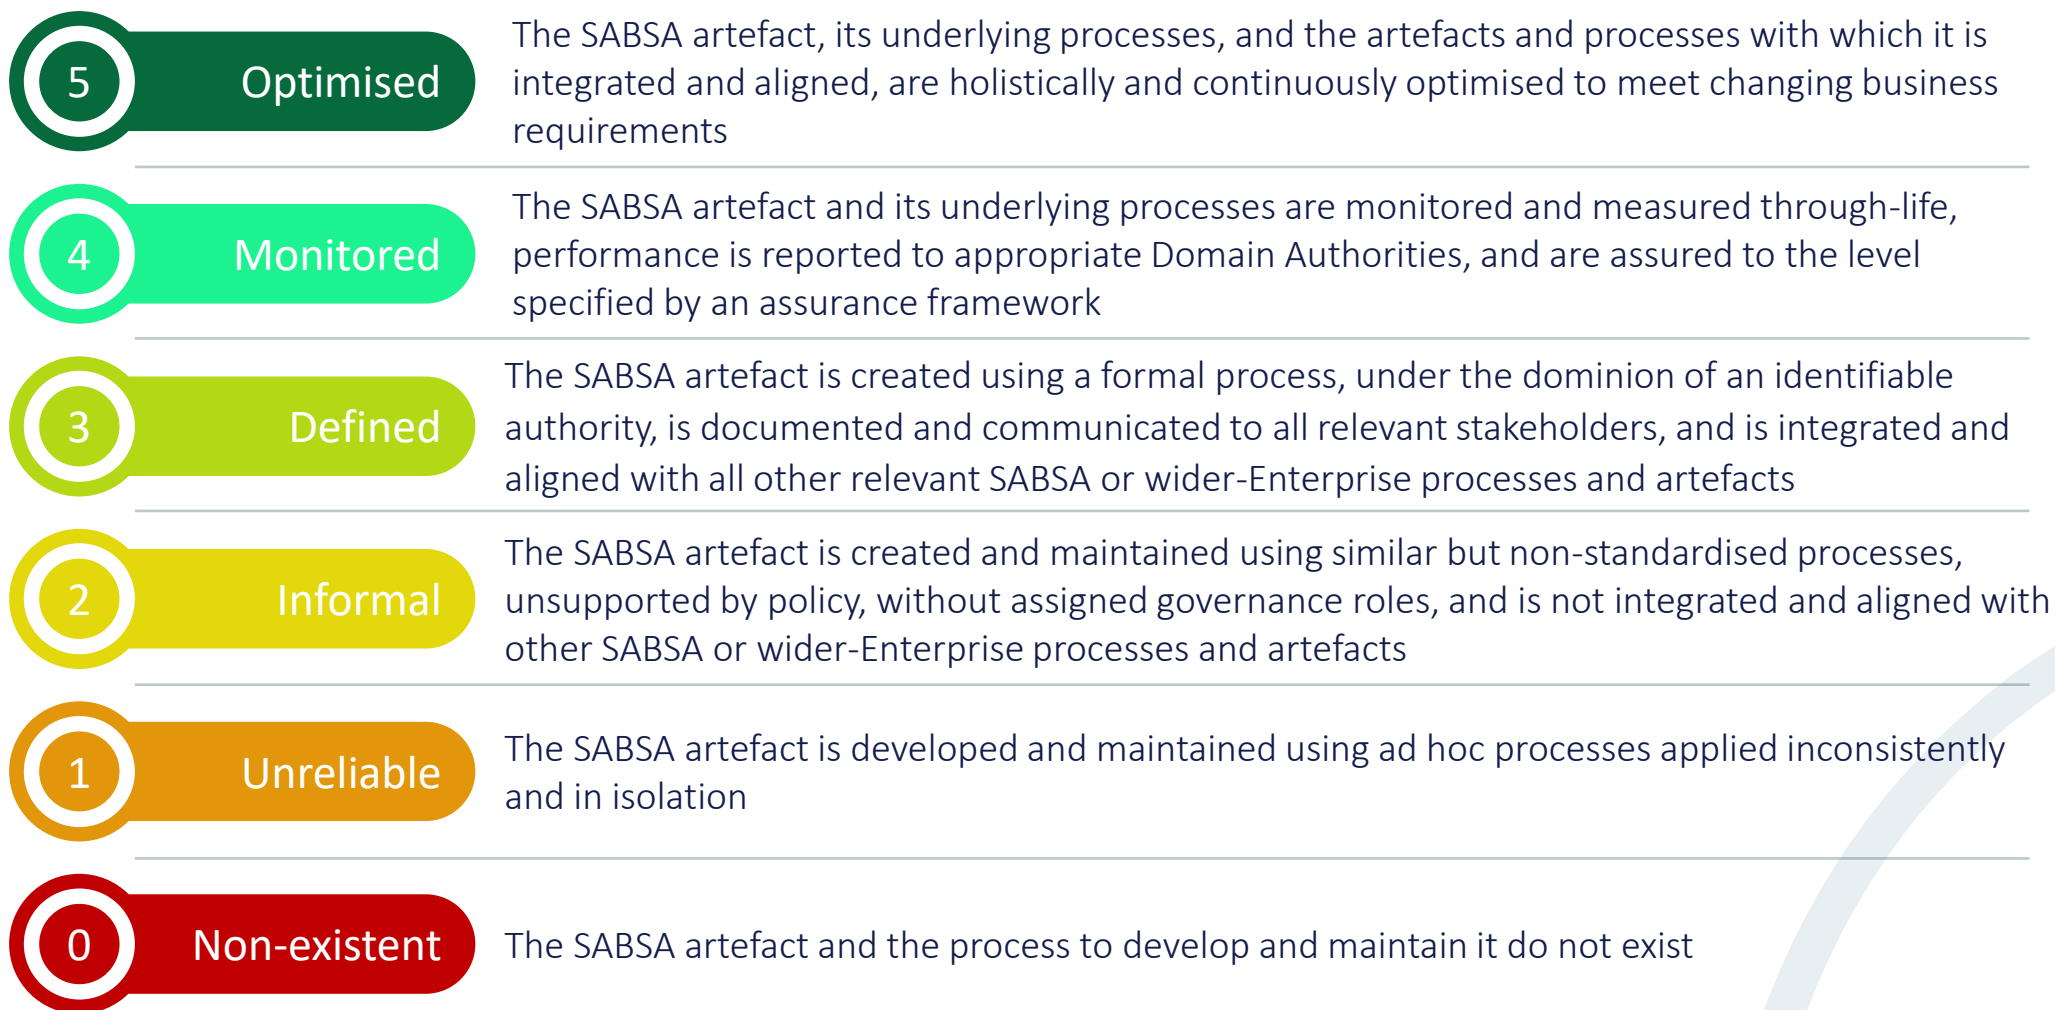 5
Optimised
The SABSA artefact, its underlying processes, and the artefacts and processes with which it is
integrated and aligned, are holistically and continuously optimised to meet changing business
requirements
4
Monitored
The SABSA artefact and its underlying processes are monitored and measured through-life,
performance is reported to appropriate Domain Authorities, and are assured to the level
specified by an assurance framework
3
Defined
The SABSA artefact is created using a formal process, under the dominion of an identifiable
authority, is documented and communicated to all relevant stakeholders, and is integrated and
aligned with all other relevant SABSA or wider-Enterprise processes and artefacts
2
Informal
The SABSA artefact is created and maintained using similar but non-standardised processes,
unsupported by policy, without assigned governance roles, and is not integrated and aligned with
other SABSA or wider-Enterprise processes and artefacts
1
Unreliable
The SABSA artefact is developed and maintained using ad hoc processes applied inconsistently
and in isolation
0
Non-existent
The SABSA artefact and the process to develop and maintain it do not exist